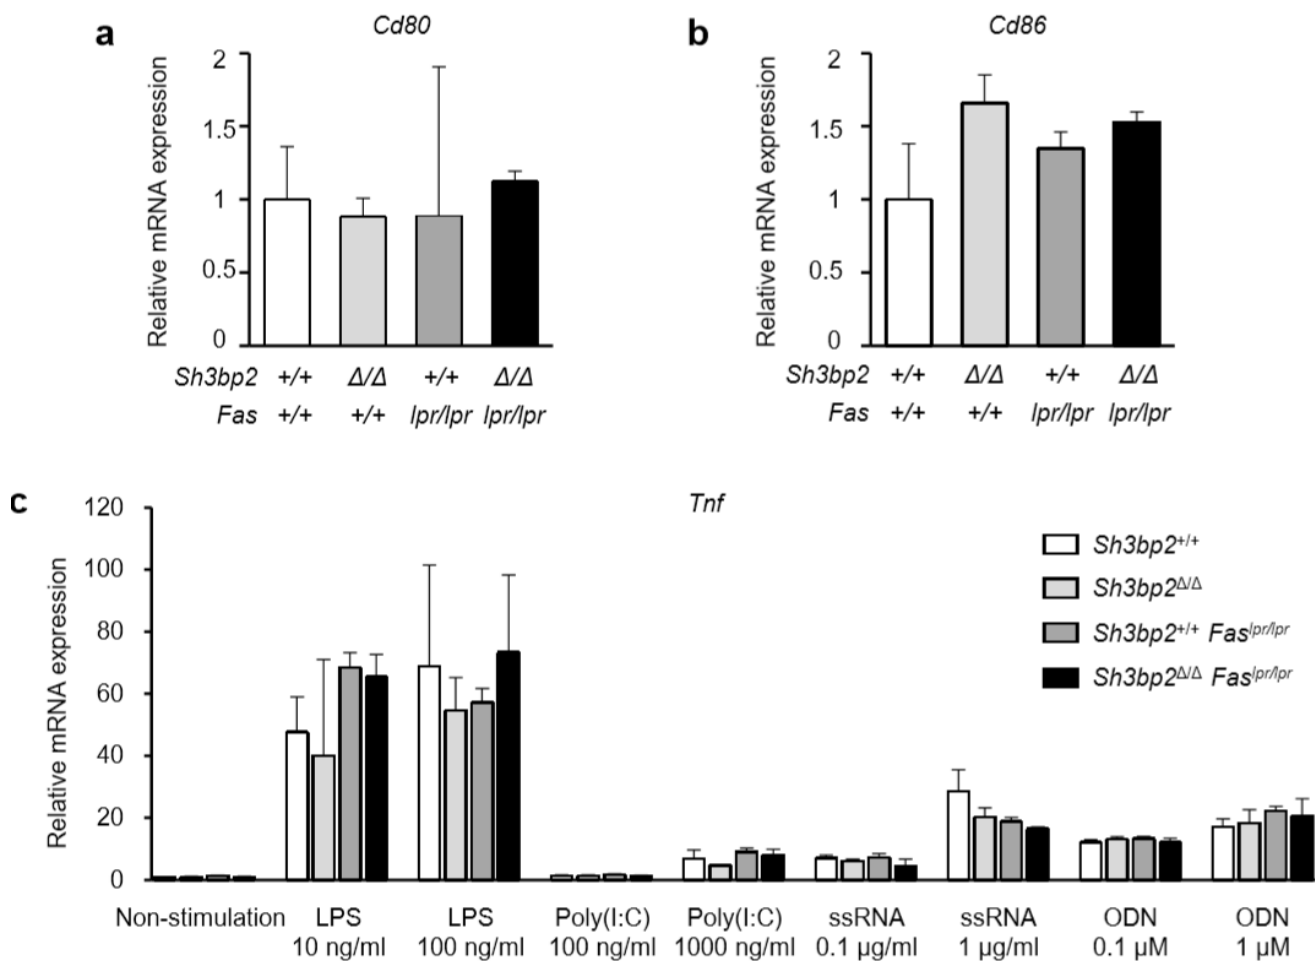 a
Cd80
Relative mRNA expression
2
1.5
1
0.5
0
Sh3bp2 +/+ Δ/Δ +/+ Δ/Δ
Fas +/+ +/+ lpr/lpr lpr/lpr
b
Cd86
Relative mRNA expression
2
1.5
1
0.5
0
Sh3bp2 +/+ Δ/Δ +/+ Δ/Δ
Fas +/+ +/+ lpr/lpr lpr/lpr
c
Tnf
Relative mRNA expression
120
100
80
60
40
20
0
Sh3bp2+/+
Sh3bp2Δ/Δ
Sh3bp2+/+ Faslpr/lpr
Sh3bp2Δ/Δ Faslpr/lpr
Non-stimulation LPS LPS Poly(I:C) Poly(I:C) ssRNA ssRNA ODN ODN
10 ng/ml 100 ng/ml 100 ng/ml 1000 ng/ml 0.1 µg/ml 1 µg/ml 0.1 µM 1 µM